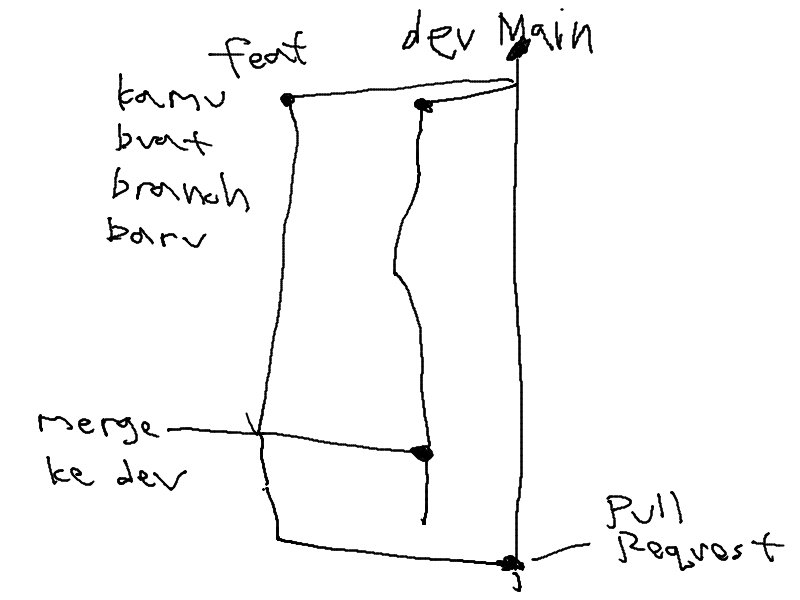 feat
dev Main
kamu
buat
branch
baru
merge
ke dev
Pull
Request